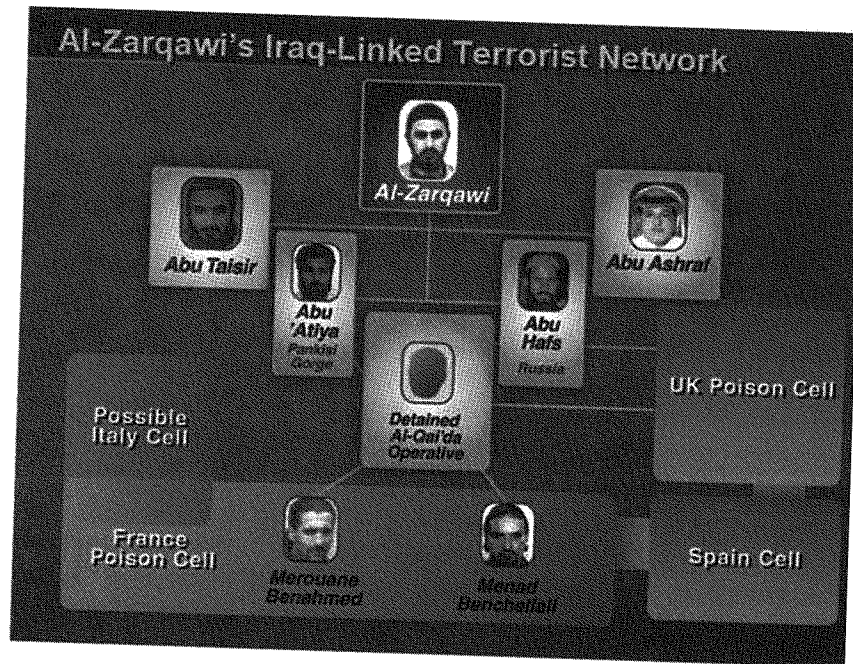 Al-Zarqawi's Iraq-Linked Terrorist Network
Al-Zarqawi
Abu Taisir
Abu Ashraf
Abu
'Atiya
Pankisi
Gorge
Abu
Hafs
Russia
Detained
Al-Qai'da
Operative
UK Poison Cell
Possible
Italy Cell
France
Poison Cell
Merouane
Benahmed
Menad
Benchellali
Spain Cell